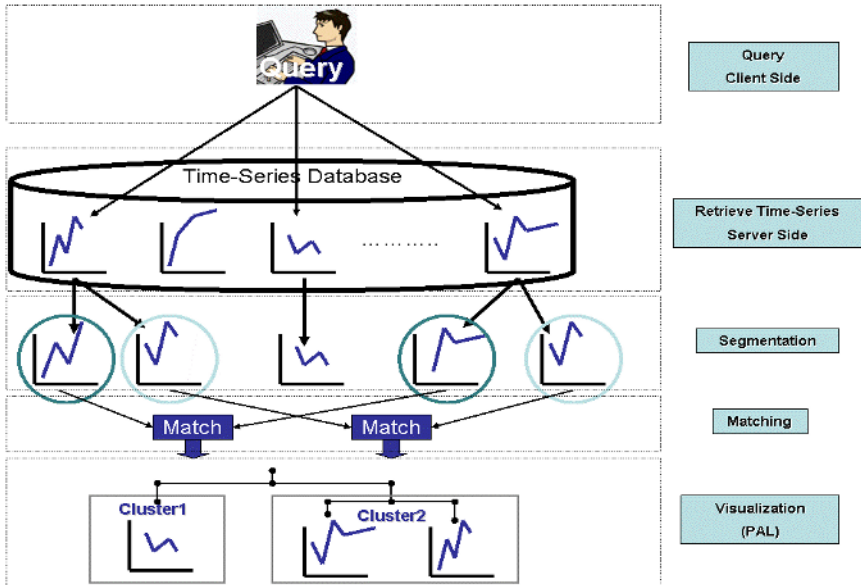 Query
Query
Client Side
Time-Series Database
Retrieve Time-Series
Server Side
Segmentation
Match
Match
Matching
Cluster1
Cluster2
Visualization
(PAL)